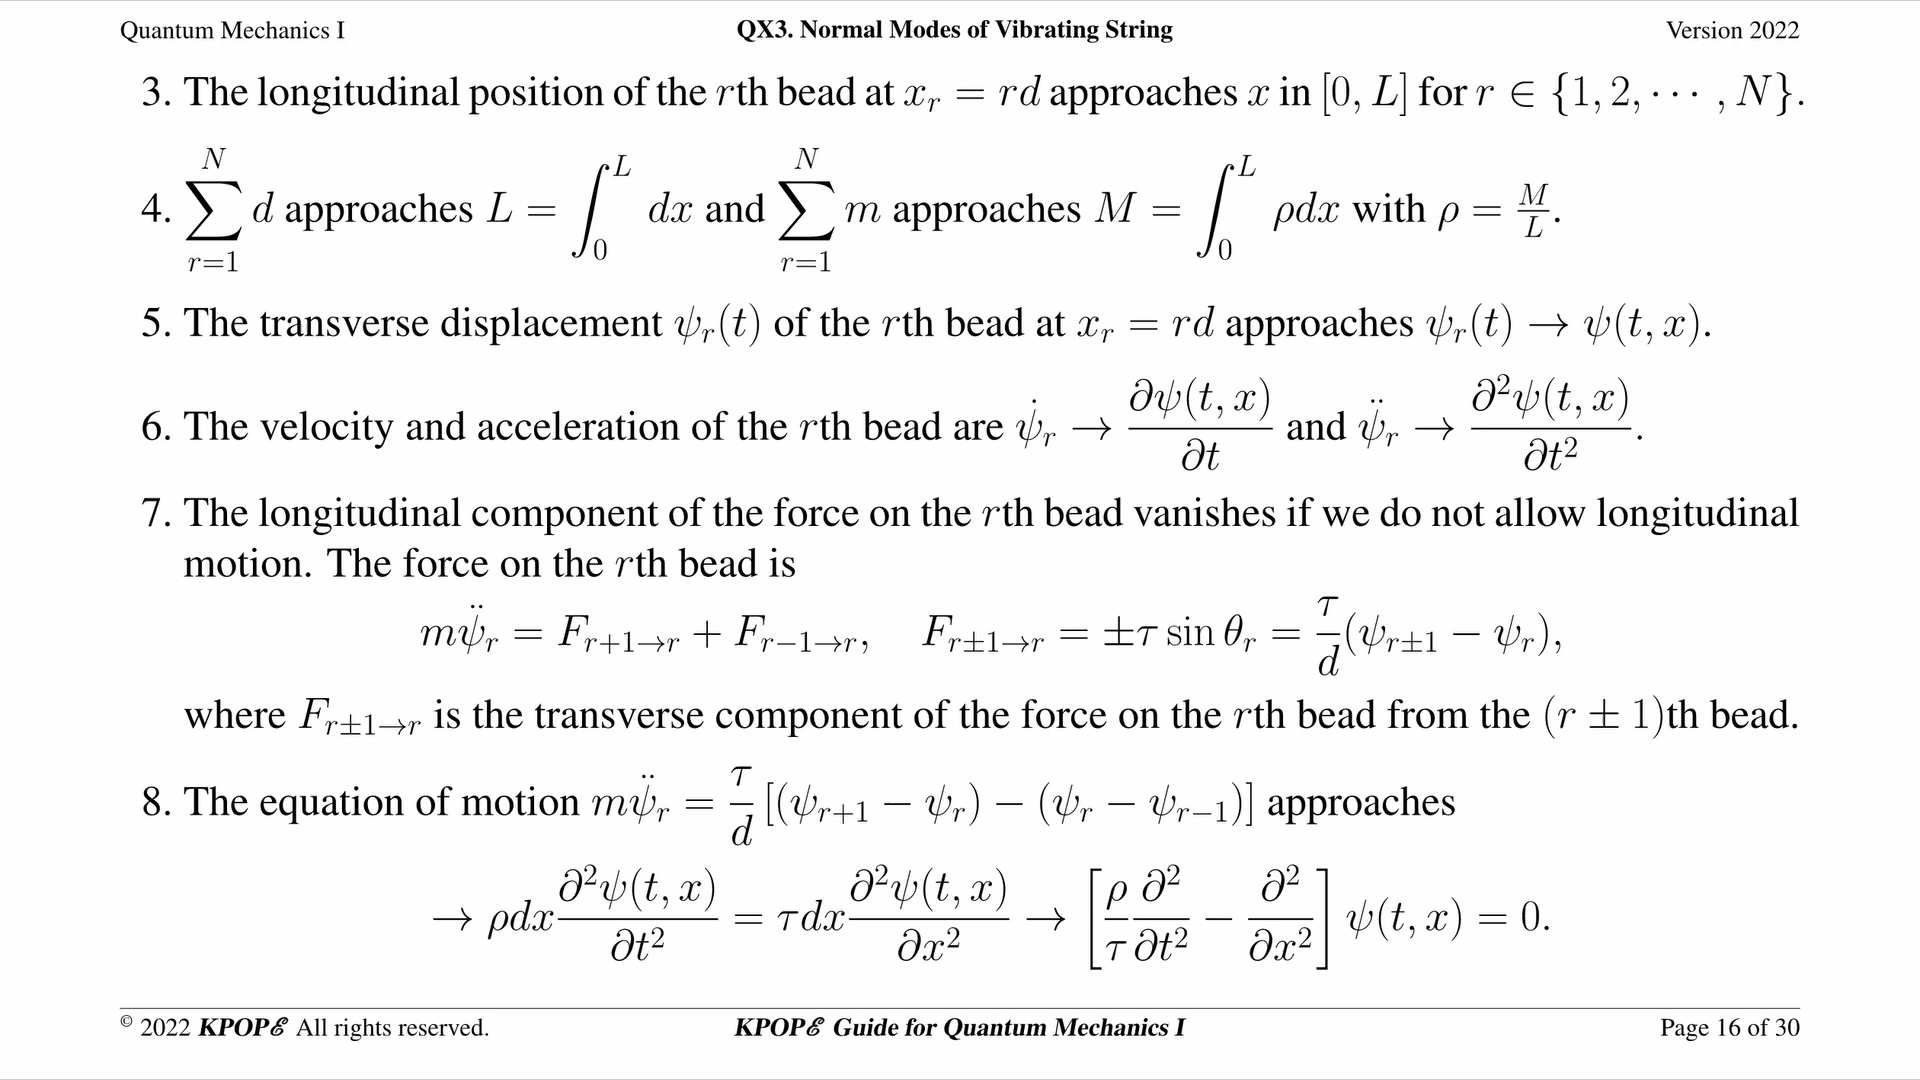 Quantum Mechanics I QX3. Normal Modes of Vibrating String Version 2022
3. The longitudinal position of the rth bead at x_r = rd approaches x in [0, L] for r ∈ {1, 2, ⋯ , N}.
4. ∑_{r=1}^{N} d approaches L = ∫_0^L dx and ∑_{r=1}^{N} m approaches M = ∫_0^L ρdx with ρ = M/L.
5. The transverse displacement ψ_r(t) of the rth bead at x_r = rd approaches ψ_r(t) → ψ(t, x).
6. The velocity and acceleration of the rth bead are ψ̇_r → ∂ψ(t, x)/∂t and ψ̈_r → ∂²ψ(t, x)/∂t².
7. The longitudinal component of the force on the rth bead vanishes if we do not allow longitudinal
motion. The force on the rth bead is
mψ̈_r = F_{r+1→r} + F_{r−1→r}, F_{r±1→r} = ±τ sin θ_r = τ/d (ψ_{r±1} − ψ_r),
where F_{r±1→r} is the transverse component of the force on the rth bead from the (r ± 1)th bead.
8. The equation of motion mψ̈_r = τ/d [(ψ_{r+1} − ψ_r) − (ψ_r − ψ_{r−1})] approaches
→ ρdx ∂²ψ(t, x)/∂t² = τdx ∂²ψ(t, x)/∂x² → [ρ/τ ∂²/∂t² − ∂²/∂x²] ψ(t, x) = 0.
© 2022 KPOPℰ All rights reserved. KPOPℰ Guide for Quantum Mechanics I Page 16 of 30